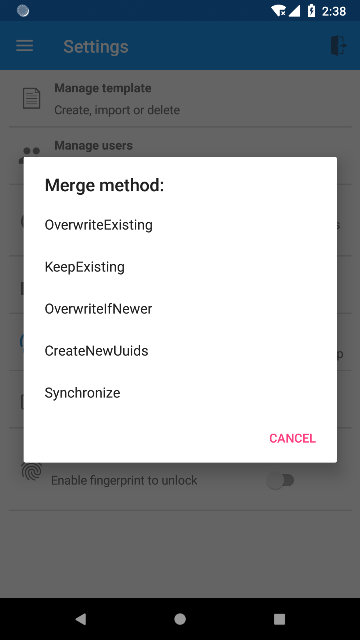 2:38
Settings
Manage template
Create, import or delete
Manage users
Merge method:
OverwriteExisting
KeepExisting
OverwriteIfNewer
CreateNewUuids
Synchronize
CANCEL
Enable fingerprint to unlock